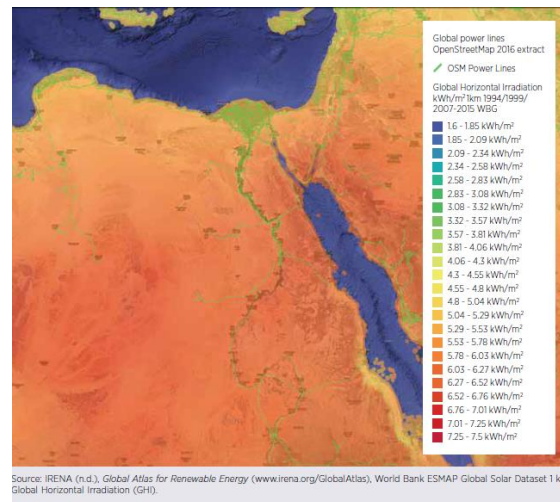 Global power lines
OpenStreetMap 2016 extract
OSM Power Lines
Global Horizontal Irradiation
kWh/m² 1km 1994/1999/
2007-2015 WBG
1.6 - 1.85 kWh/m²
1.85 - 2.09 kWh/m²
2.09 - 2.34 kWh/m²
2.34 - 2.58 kWh/m²
2.58 - 2.83 kWh/m²
2.83 - 3.08 kWh/m²
3.08 - 3.32 kWh/m²
3.32 - 3.57 kWh/m²
3.57 - 3.81 kWh/m²
3.81 - 4.06 kWh/m²
4.06 - 4.3 kWh/m²
4.3 - 4.55 kWh/m²
4.55 - 4.8 kWh/m²
4.8 - 5.04 kWh/m²
5.04 - 5.29 kWh/m²
5.29 - 5.53 kWh/m²
5.53 - 5.78 kWh/m²
5.78 - 6.03 kWh/m²
6.03 - 6.27 kWh/m²
6.27 - 6.52 kWh/m²
6.52 - 6.76 kWh/m²
6.76 - 7.01 kWh/m²
7.01 - 7.25 kWh/m²
7.25 - 7.5 kWh/m²
Source: IRENA (n.d.), Global Atlas for Renewable Energy (www.irena.org/GlobalAtlas), World Bank ESMAP Global Solar Dataset 1 k
Global Horizontal Irradiation (GHI).